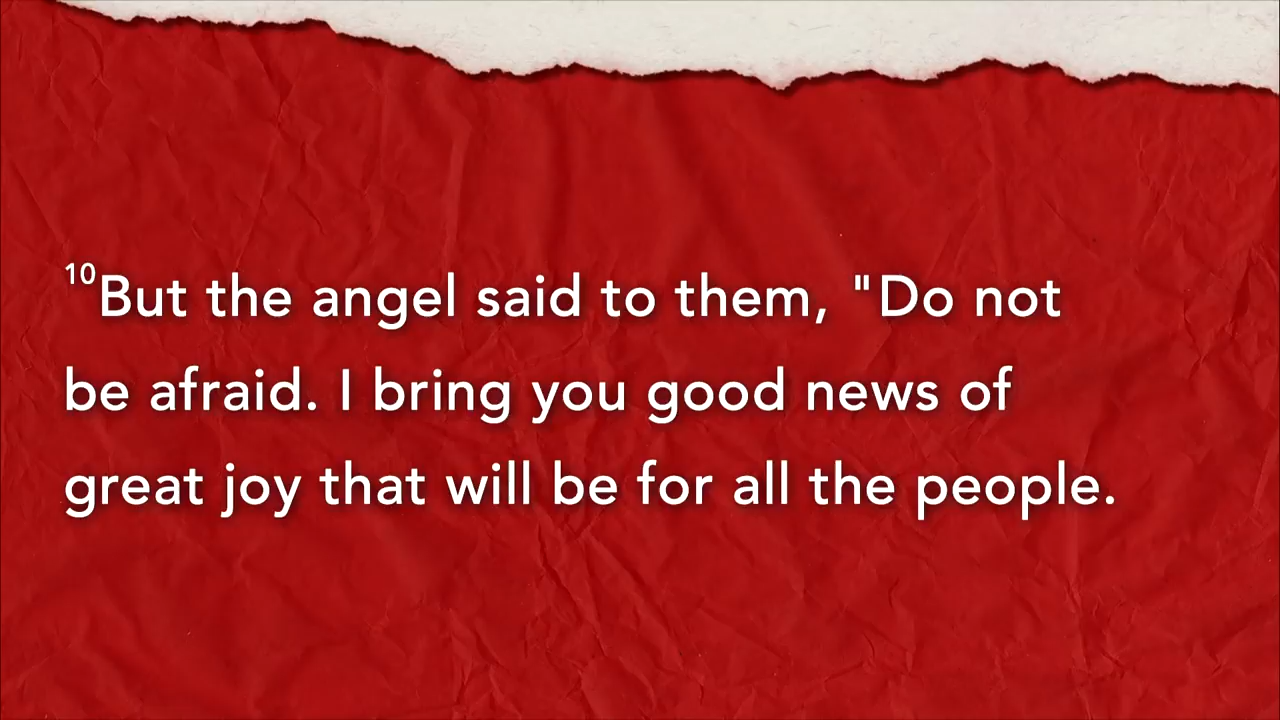 10But the angel said to them, "Do not
be afraid. I bring you good news of
great joy that will be for all the people.